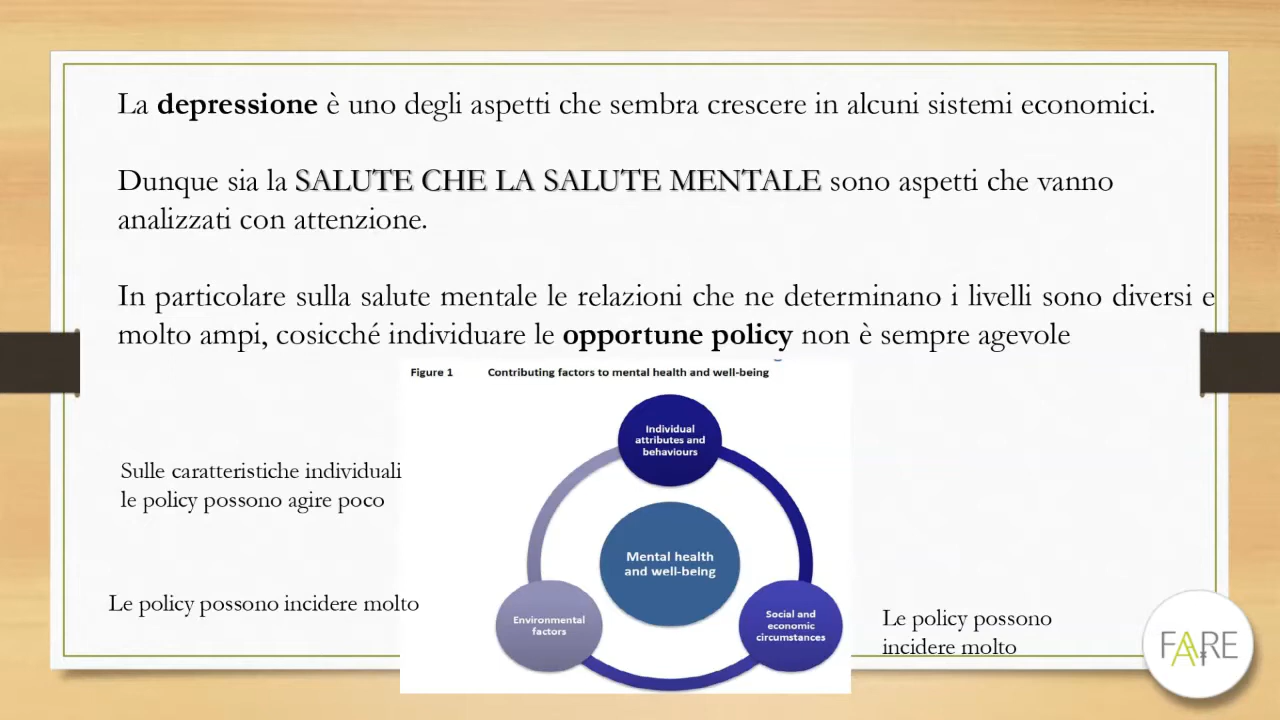 La depressione è uno degli aspetti che sembra crescere in alcuni sistemi economici.
Dunque sia la SALUTE CHE LA SALUTE MENTALE sono aspetti che vanno
analizzati con attenzione.
In particolare sulla salute mentale le relazioni che ne determinano i livelli sono diversi e
molto ampi, cosicché individuare le opportune policy non è sempre agevole
Figure 1 Contributing factors to mental health and well-being
Individual
attributes and
behaviours
Sulle caratteristiche individuali
le policy possono agire poco
Mental health
and well-being
Le policy possono incidere molto
Environmental
factors
Social and
economic
circumstances
Le policy possono
incidere molto
FARE